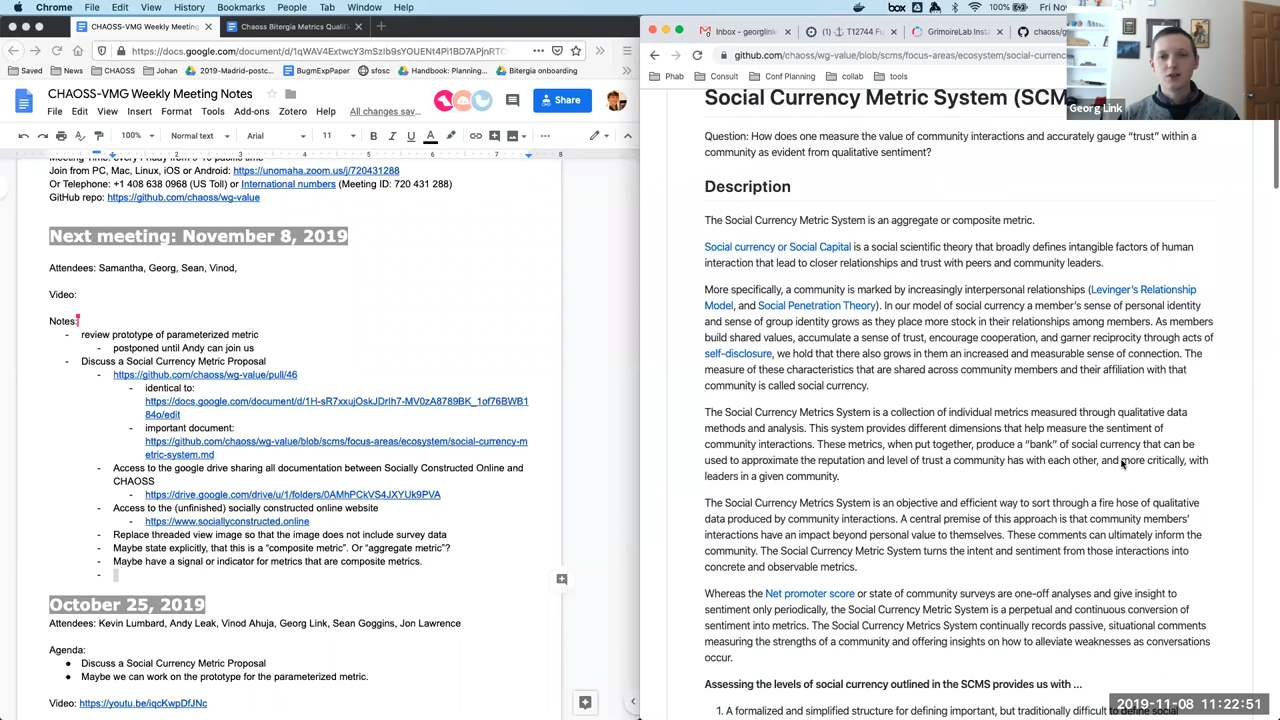 Chrome File Edit View History Bookmarks People Tab Window Help
100% Fri Nov
CHAOSS-VMG Weekly Meeting
Chaoss Bitergia Metrics Qualif
https://docs.google.com/document/d/1qWAV4ExtwcY3mSzIb9sYOUENt4Pi1BD7APjnRTO
Saved News CHAOSS Johan 2019-Madrid-postc... BugmExpPaper sfosc Handbook: Planning... Bitergia onboarding
CHAOSS-VMG Weekly Meeting Notes
File Edit View Insert Format Tools Add-ons Zotero Help All changes sav...
Share
100% Normal text Arial 11
Meeting Time: every Friday from 9-10 pacific time
Join from PC, Mac, Linux, iOS or Android: https://unomaha.zoom.us/j/720431288
Or Telephone: +1 408 638 0968 (US Toll) or International numbers (Meeting ID: 720 431 288)
GitHub repo: https://github.com/chaoss/wg-value
Next meeting: November 8, 2019
Attendees: Samantha, Georg, Sean, Vinod,
Video:
Notes:
- review prototype of parameterized metric
- postponed until Andy can join us
- Discuss a Social Currency Metric Proposal
- https://github.com/chaoss/wg-value/pull/46
- identical to:
https://docs.google.com/document/d/1H-sR7xxujOskJDrlh7-MV0zA8789BK_1of76BWB1
84o/edit
- important document:
https://github.com/chaoss/wg-value/blob/scms/focus-areas/ecosystem/social-currency-m
etric-system.md
- Access to the google drive sharing all documentation between Socially Constructed Online and
CHAOSS
- https://drive.google.com/drive/u/1/folders/0AMhPCkVS4JXYUk9PVA
- Access to the (unfinished) socially constructed online website
- https://www.sociallyconstructed.online
- Replace threaded view image so that the image does not include survey data
- Maybe state explicitly, that this is a “composite metric”. Or “aggregate metric”?
- Maybe have a signal or indicator for metrics that are composite metrics.
-
October 25, 2019
Attendees: Kevin Lumbard, Andy Leak, Vinod Ahuja, Georg Link, Sean Goggins, Jon Lawrence
Agenda:
● Discuss a Social Currency Metric Proposal
● Maybe we can work on the prototype for the parameterized metric.
Video: https://youtu.be/iqcKwpDfJNc
Inbox - georglink
T12744 Fu
GrimoireLab Inst
chaoss/
github.com/chaoss/wg-value/blob/scms/focus-areas/ecosystem/social-currenc
Phab Consult Conf Planning collab tools
Georg Link
Social Currency Metric System (SCM
Question: How does one measure the value of community interactions and accurately gauge “trust” within a
community as evident from qualitative sentiment?
Description
The Social Currency Metric System is an aggregate or composite metric.
Social currency or Social Capital is a social scientific theory that broadly defines intangible factors of human
interaction that lead to closer relationships and trust with peers and community leaders.
More specifically, a community is marked by increasingly interpersonal relationships (Levinger's Relationship
Model, and Social Penetration Theory). In our model of social currency a member's sense of personal identity
and sense of group identity grows as they place more stock in their relationships among members. As members
build shared values, accumulate a sense of trust, encourage cooperation, and garner reciprocity through acts of
self-disclosure, we hold that there also grows in them an increased and measurable sense of connection. The
measure of these characteristics that are shared across community members and their affiliation with that
community is called social currency.
The Social Currency Metrics System is a collection of individual metrics measured through qualitative data
methods and analysis. This system provides different dimensions that help measure the sentiment of
community interactions. These metrics, when put together, produce a “bank” of social currency that can be
used to approximate the reputation and level of trust a community has with each other, and more critically, with
leaders in a given community.
The Social Currency Metrics System is an objective and efficient way to sort through a fire hose of qualitative
data produced by community interactions. A central premise of this approach is that community members'
interactions have an impact beyond personal value to themselves. These comments can ultimately inform the
community. The Social Currency Metric System turns the intent and sentiment from those interactions into
concrete and observable metrics.
Whereas the Net promoter score or state of community surveys are one-off analyses and give insight to
sentiment only periodically, the Social Currency Metric System is a perpetual and continuous conversion of
sentiment into metrics. The Social Currency Metrics System continually records passive, situational comments
measuring the strengths of a community and offering insights on how to alleviate weaknesses as conversations
occur.
Assessing the levels of social currency outlined in the SCMS provides us with ...
1. A formalized and simplified structure for defining important, but traditionally difficult to define social
2019-11-08 11:22:51